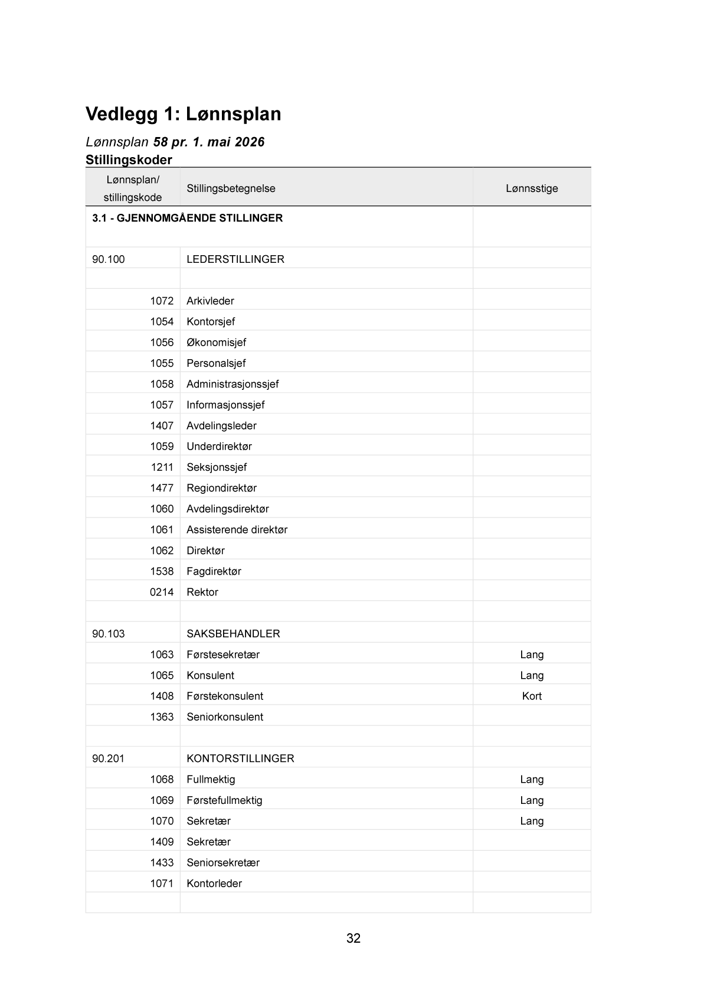 Vedlegg 1: Lønnsplan
Lønnsplan 58 pr. 1. mai 2026
Stillingskoder
Lønnsplan/
stillingskode Stillingsbetegnelse Lønnsstige
3.1 - GJENNOMGÅENDE STILLINGER
90.100 LEDERSTILLINGER
1072 Arkivleder
1054 Kontorsjef
1056 Økonomisjef
1055 Personalsjef
1058 Administrasjonssjef
1057 Informasjonssjef
1407 Avdelingsleder
1059 Underdirektør
1211 Seksjonssjef
1477 Regiondirektør
1060 Avdelingsdirektør
1061 Assisterende direktør
1062 Direktør
1538 Fagdirektør
0214 Rektor
90.103 SAKSBEHANDLER
1063 Førstesekretær Lang
1065 Konsulent Lang
1408 Førstekonsulent Kort
1363 Seniorkonsulent
90.201 KONTORSTILLINGER
1068 Fullmektig Lang
1069 Førstefullmektig Lang
1070 Sekretær Lang
1409 Sekretær
1433 Seniorsekretær
1071 Kontorleder
32